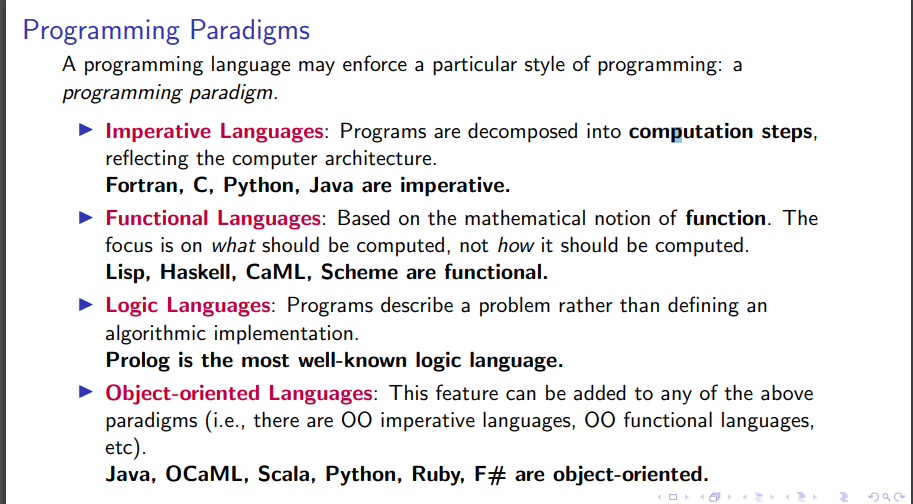 Programming Paradigms
A programming language may enforce a particular style of programming: a
programming paradigm.
Imperative Languages: Programs are decomposed into computation steps,
reflecting the computer architecture.
Fortran, C, Python, Java are imperative.
Functional Languages: Based on the mathematical notion of function. The
focus is on what should be computed, not how it should be computed.
Lisp, Haskell, CaML, Scheme are functional.
Logic Languages: Programs describe a problem rather than defining an
algorithmic implementation.
Prolog is the most well-known logic language.
Object-oriented Languages: This feature can be added to any of the above
paradigms (i.e., there are OO imperative languages, OO functional languages,
etc).
Java, OCaML, Scala, Python, Ruby, F# are object-oriented.